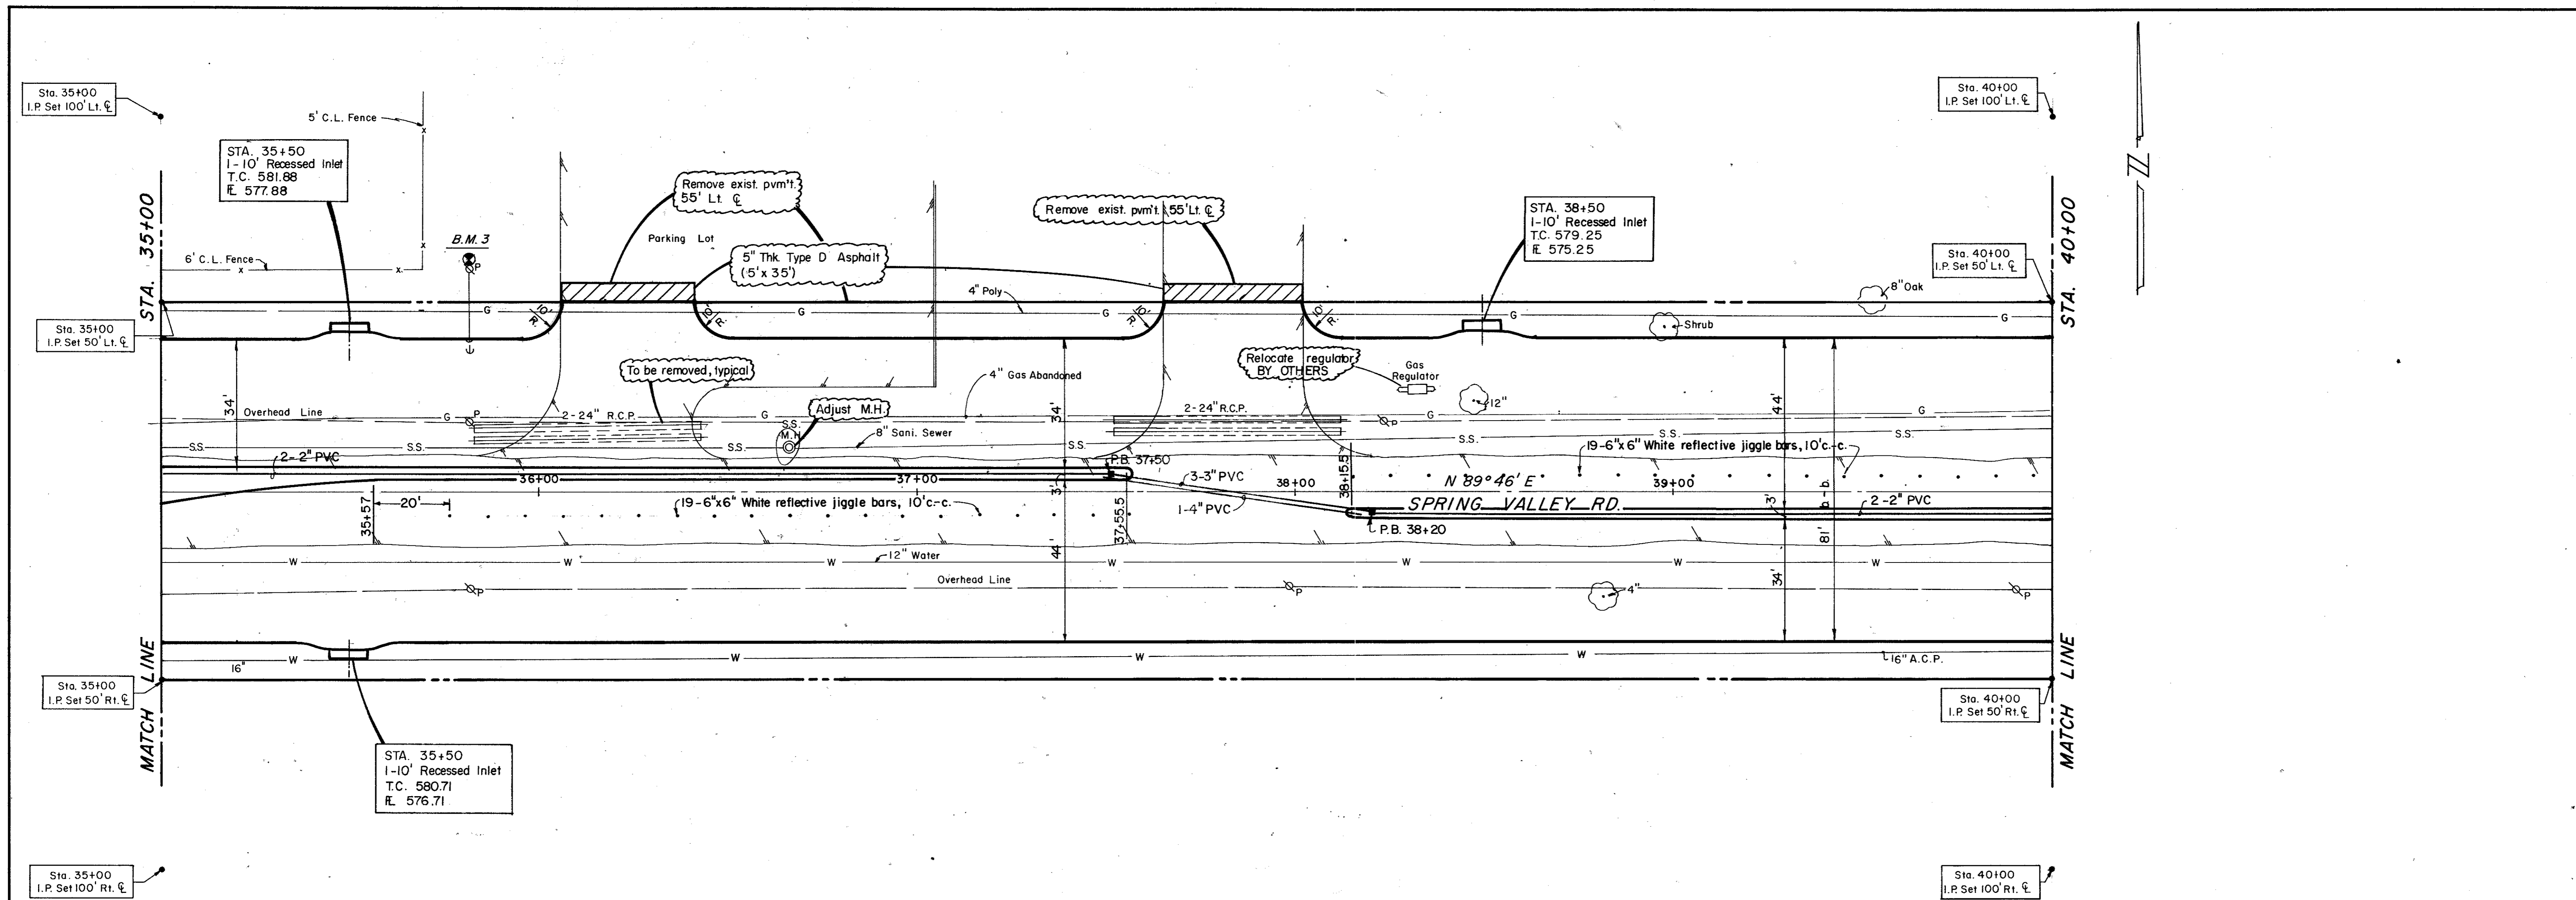 Sta. 35+00
I.P. Set 100' Lt. ℄
Sta. 40+00
I.P. Set 100' Lt. ℄
5' C.L. Fence
STA. 35+50
1-10' Recessed Inlet
T.C. 581.88
FL 577.88
STA. 35+00
6' C.L. Fence
B.M. 3
P
Remove exist. pvm't.
55' Lt. ℄
Parking Lot
5" Thk. Type D Asphalt
(5' x 35')
Remove exist. pvm't. 55' Lt. ℄
STA. 38+50
1-10' Recessed Inlet
T.C. 579.25
FL 575.25
Sta. 40+00
I.P. Set 50' Lt. ℄
STA. 40+00
N
8" Oak
4" Poly
G
G
G
G
G
10' R.
10' R.
10' R.
10' R.
Shrub
Sta. 35+00
I.P. Set 50' Lt. ℄
34'
To be removed, typical
4" Gas Abandoned
34'
Relocate regulator
BY OTHERS
Gas
Regulator
12"
44'
Overhead Line
G
P
2-24" R.C.P.
G
Adjust M.H.
2-24" R.C.P.
P
G
G
S.S.
S.S.
S.S.
S.S.
M.H.
8" Sani. Sewer
S.S.
S.S.
S.S.
S.S.
2-2" PVC
P.B. 37+50
19-6"x6" White reflective jiggle bars, 10'c.-c.
36+00
37+00
3'
3-3" PVC
38+00
38+15.5
N 89°46' E
39+00
20'
35+57
19-6"x6" White reflective jiggle bars, 10'c.-c.
37+55.5
1-4" PVC
SPRING VALLEY RD.
3'
2-2" PVC
P.B. 38+20
81' b-b
44'
34'
12" Water
W
W
W
W
W
W
W
Overhead Line
P
P
4"
P
16"
W
W
W
W
16" A.C.P.
MATCH LINE
MATCH LINE
Sta. 35+00
I.P. Set 50' Rt. ℄
Sta. 40+00
I.P. Set 50' Rt. ℄
STA. 35+50
1-10' Recessed Inlet
T.C. 580.71
FL 576.71
Sta. 35+00
I.P. Set 100' Rt. ℄
Sta. 40+00
I.P. Set 100' Rt. ℄